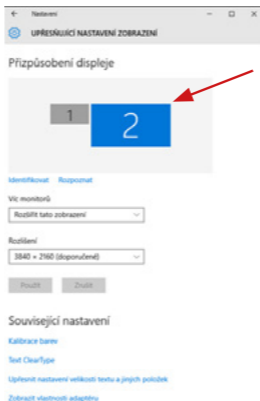 Nastavení
UPŘESŇUJÍCÍ NASTAVENÍ ZOBRAZENÍ
Přizpůsobení displeje
1
2
Identifikovat Rozpoznat
Víc monitorů
Rozšířit tato zobrazení
Rozlišení
3840 × 2160 (doporučené)
Použít Zrušit
Související nastavení
Kalibrace barev
Text ClearType
Upřesnit nastavení velikosti textu a jiných položek
Zobrazit vlastnosti adaptéru